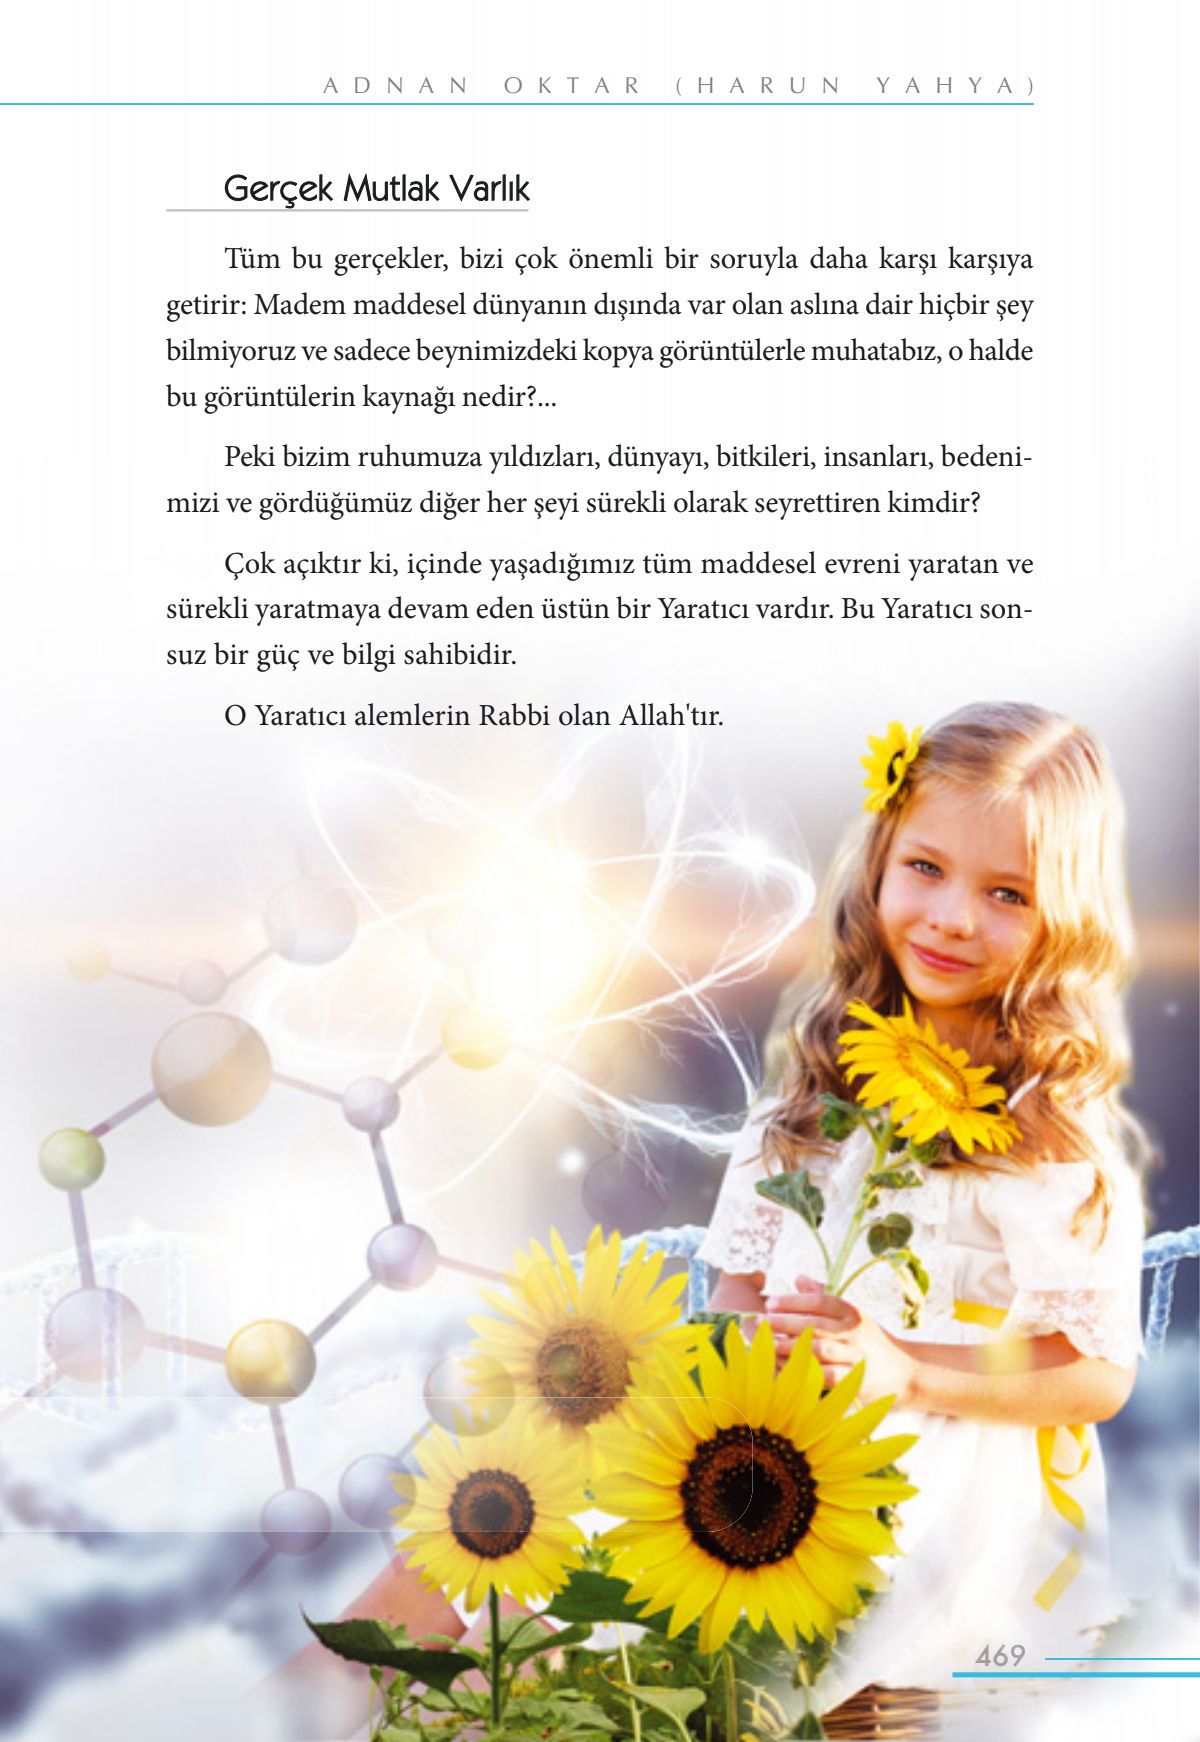 ADNAN OKTAR (HARUN YAHYA)
Gerçek Mutlak Varlık
Tüm bu gerçekler, bizi çok önemli bir soruyla daha karşı karşıya
getirir: Madem maddesel dünyanın dışında var olan aslına dair hiçbir şey
bilmiyoruz ve sadece beynimizdeki kopya görüntülerle muhatabız, o halde
bu görüntülerin kaynağı nedir?...
Peki bizim ruhumuza yıldızları, dünyayı, bitkileri, insanları, bedeni-
mizi ve gördüğümüz diğer her şeyi sürekli olarak seyrettiren kimdir?
Çok açıktır ki, içinde yaşadığımız tüm maddesel evreni yaratan ve
sürekli yaratmaya devam eden üstün bir Yaratıcı vardır. Bu Yaratıcı son-
suz bir güç ve bilgi sahibidir.
O Yaratıcı alemlerin Rabbi olan Allah'tır.
469